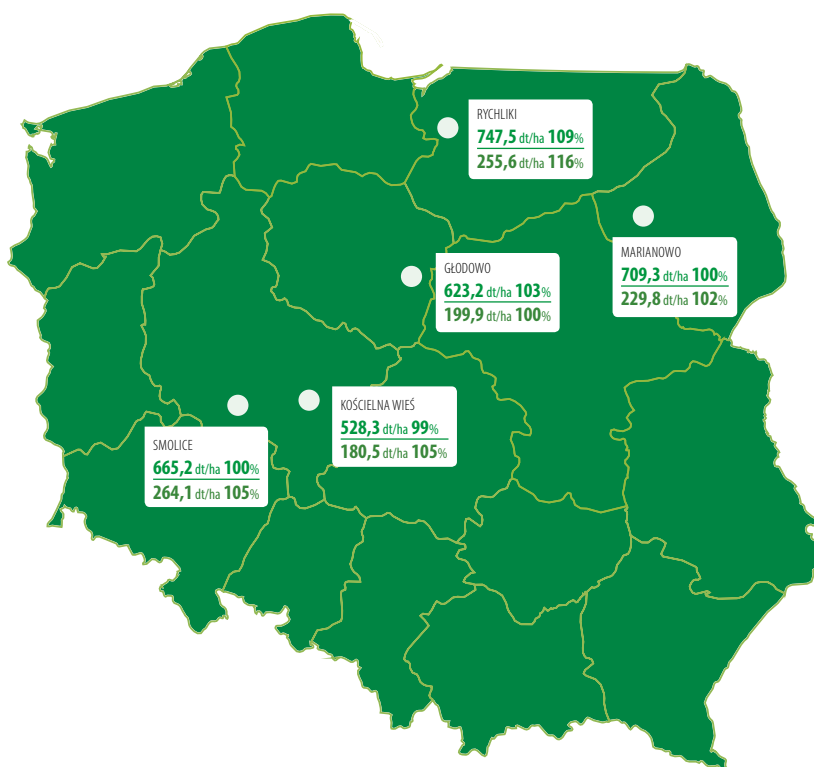 RYCHLIKI
747,5 dt/ha 109%
255,6 dt/ha 116%
MARIANOWO
709,3 dt/ha 100%
229,8 dt/ha 102%
GŁODOWO
623,2 dt/ha 103%
199,9 dt/ha 100%
KOŚCIELNA WIEŚ
528,3 dt/ha 99%
180,5 dt/ha 105%
SMOLICE
665,2 dt/ha 100%
264,1 dt/ha 105%